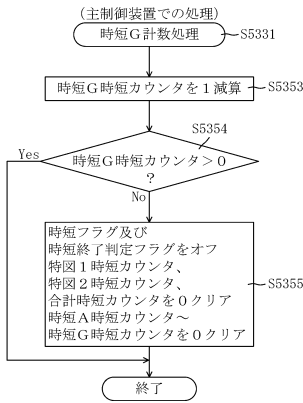 (主制御装置での処理)
時短G計数処理
S5331
時短G時短カウンタを1減算
S5353
S5354
時短G時短カウンタ>0
?
Yes
No
時短フラグ及び
時短終了判定フラグをオフ
特図1時短カウンタ、
特図2時短カウンタ、
合計時短カウンタを0クリア
時短A時短カウンタ～
時短G時短カウンタを0クリア
S5355
終了